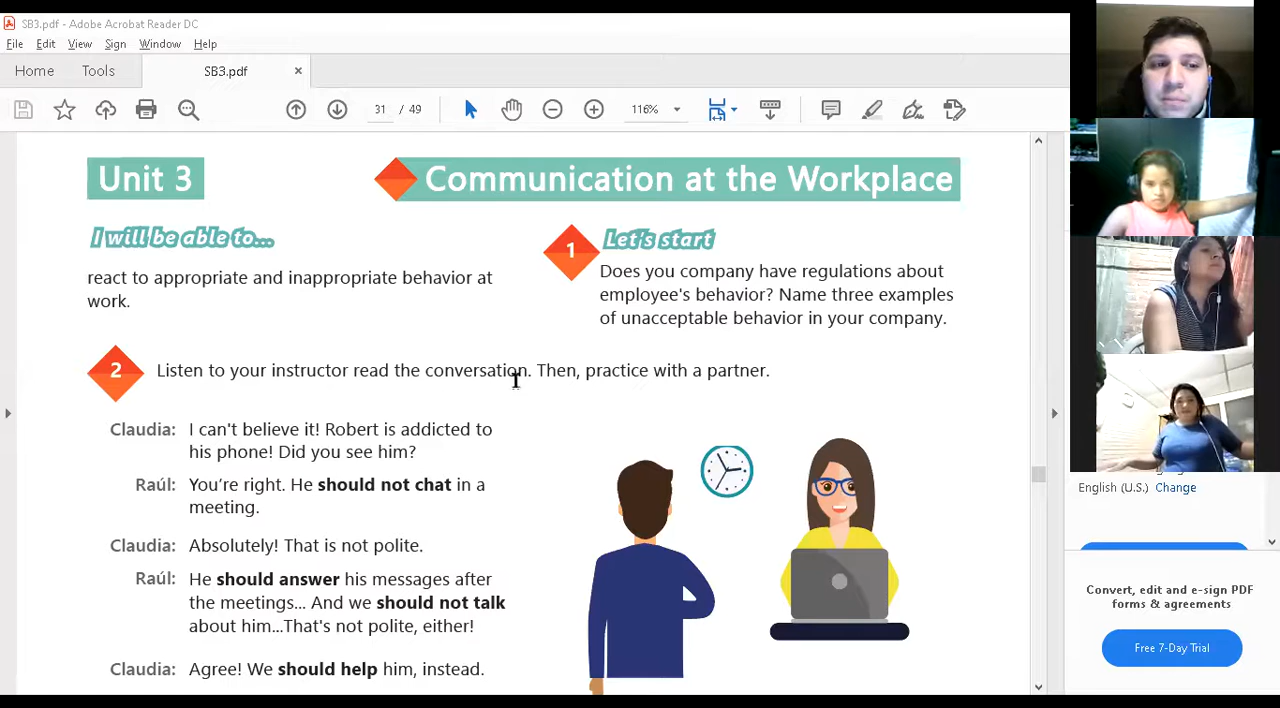 SB3.pdf - Adobe Acrobat Reader DC
File Edit View Sign Window Help
Home Tools SB3.pdf ×
31 / 49 116%
Unit 3 Communication at the Workplace
I will be able to...
react to appropriate and inappropriate behavior at
work.
1 Let's start
Does you company have regulations about
employee's behavior? Name three examples
of unacceptable behavior in your company.
2 Listen to your instructor read the conversation. Then, practice with a partner.
Claudia: I can't believe it! Robert is addicted to
his phone! Did you see him?
Raúl: You're right. He should not chat in a
meeting.
Claudia: Absolutely! That is not polite.
Raúl: He should answer his messages after
the meetings... And we should not talk
about him...That's not polite, either!
Claudia: Agree! We should help him, instead.
English (U.S.) Change
Convert, edit and e-sign PDF
forms & agreements
Free 7-Day Trial